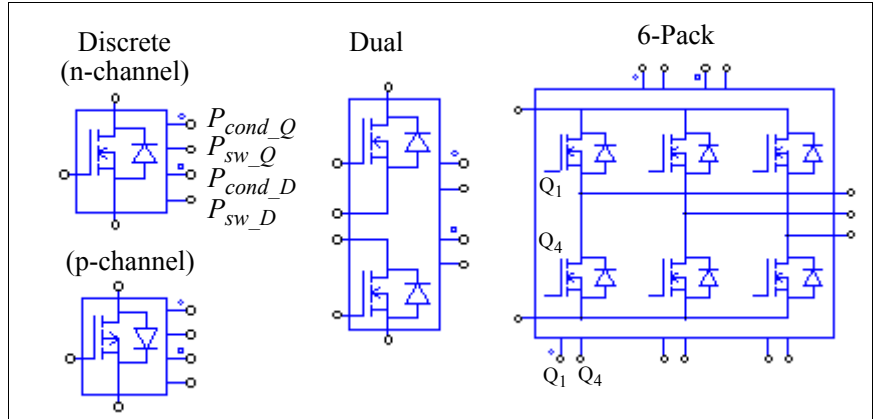 Discrete
(n-channel)
P_cond_Q
P_sw_Q
P_cond_D
P_sw_D
(p-channel)
Dual
6-Pack
Q1
Q4
Q1 Q4